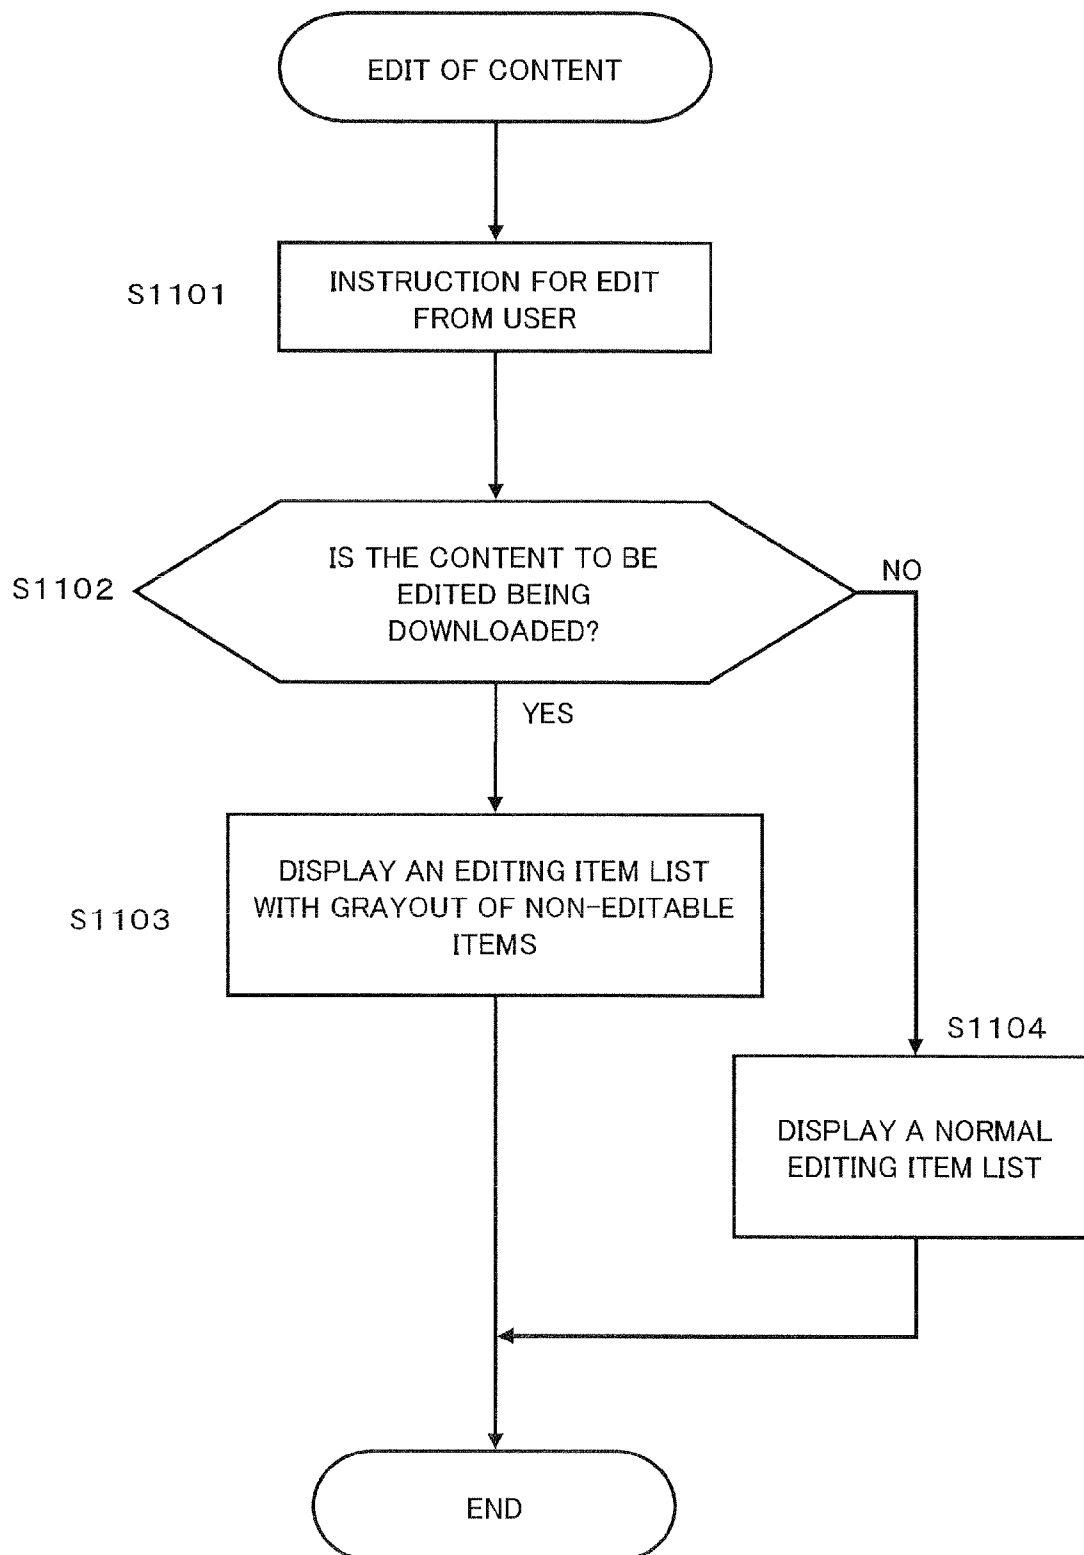 EDIT OF CONTENT
S1101
INSTRUCTION FOR EDIT
FROM USER
S1102
IS THE CONTENT TO BE
EDITED BEING
DOWNLOADED?
NO
YES
S1103
DISPLAY AN EDITING ITEM LIST
WITH GRAYOUT OF NON-EDITABLE
ITEMS
S1104
DISPLAY A NORMAL
EDITING ITEM LIST
END